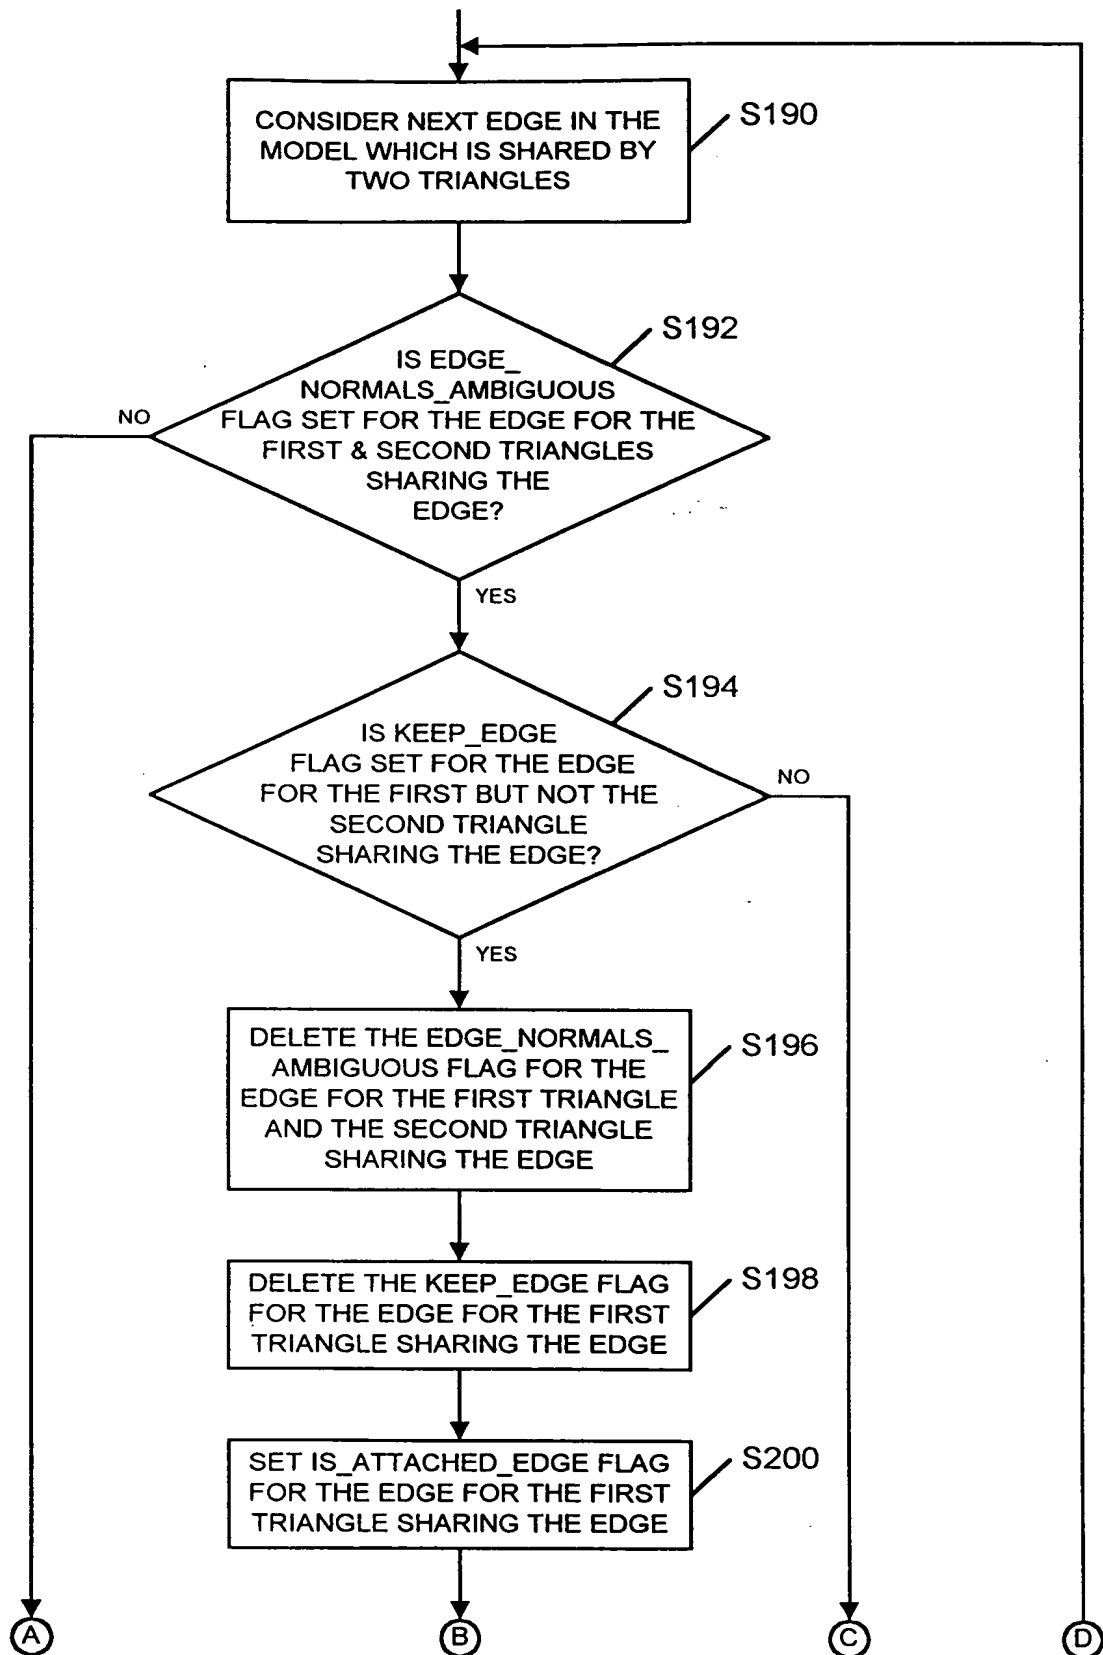 CONSIDER NEXT EDGE IN THE
MODEL WHICH IS SHARED BY
TWO TRIANGLES
S190
S192
IS EDGE_
NORMALS_AMBIGUOUS
FLAG SET FOR THE EDGE FOR THE
FIRST & SECOND TRIANGLES
SHARING THE
EDGE?
NO
YES
S194
IS KEEP_EDGE
FLAG SET FOR THE EDGE
FOR THE FIRST BUT NOT THE
SECOND TRIANGLE
SHARING THE EDGE?
NO
YES
DELETE THE EDGE_NORMALS_
AMBIGUOUS FLAG FOR THE
EDGE FOR THE FIRST TRIANGLE
AND THE SECOND TRIANGLE
SHARING THE EDGE
S196
DELETE THE KEEP_EDGE FLAG
FOR THE EDGE FOR THE FIRST
TRIANGLE SHARING THE EDGE
S198
SET IS_ATTACHED_EDGE FLAG
FOR THE EDGE FOR THE FIRST
TRIANGLE SHARING THE EDGE
S200
A
B
C
D